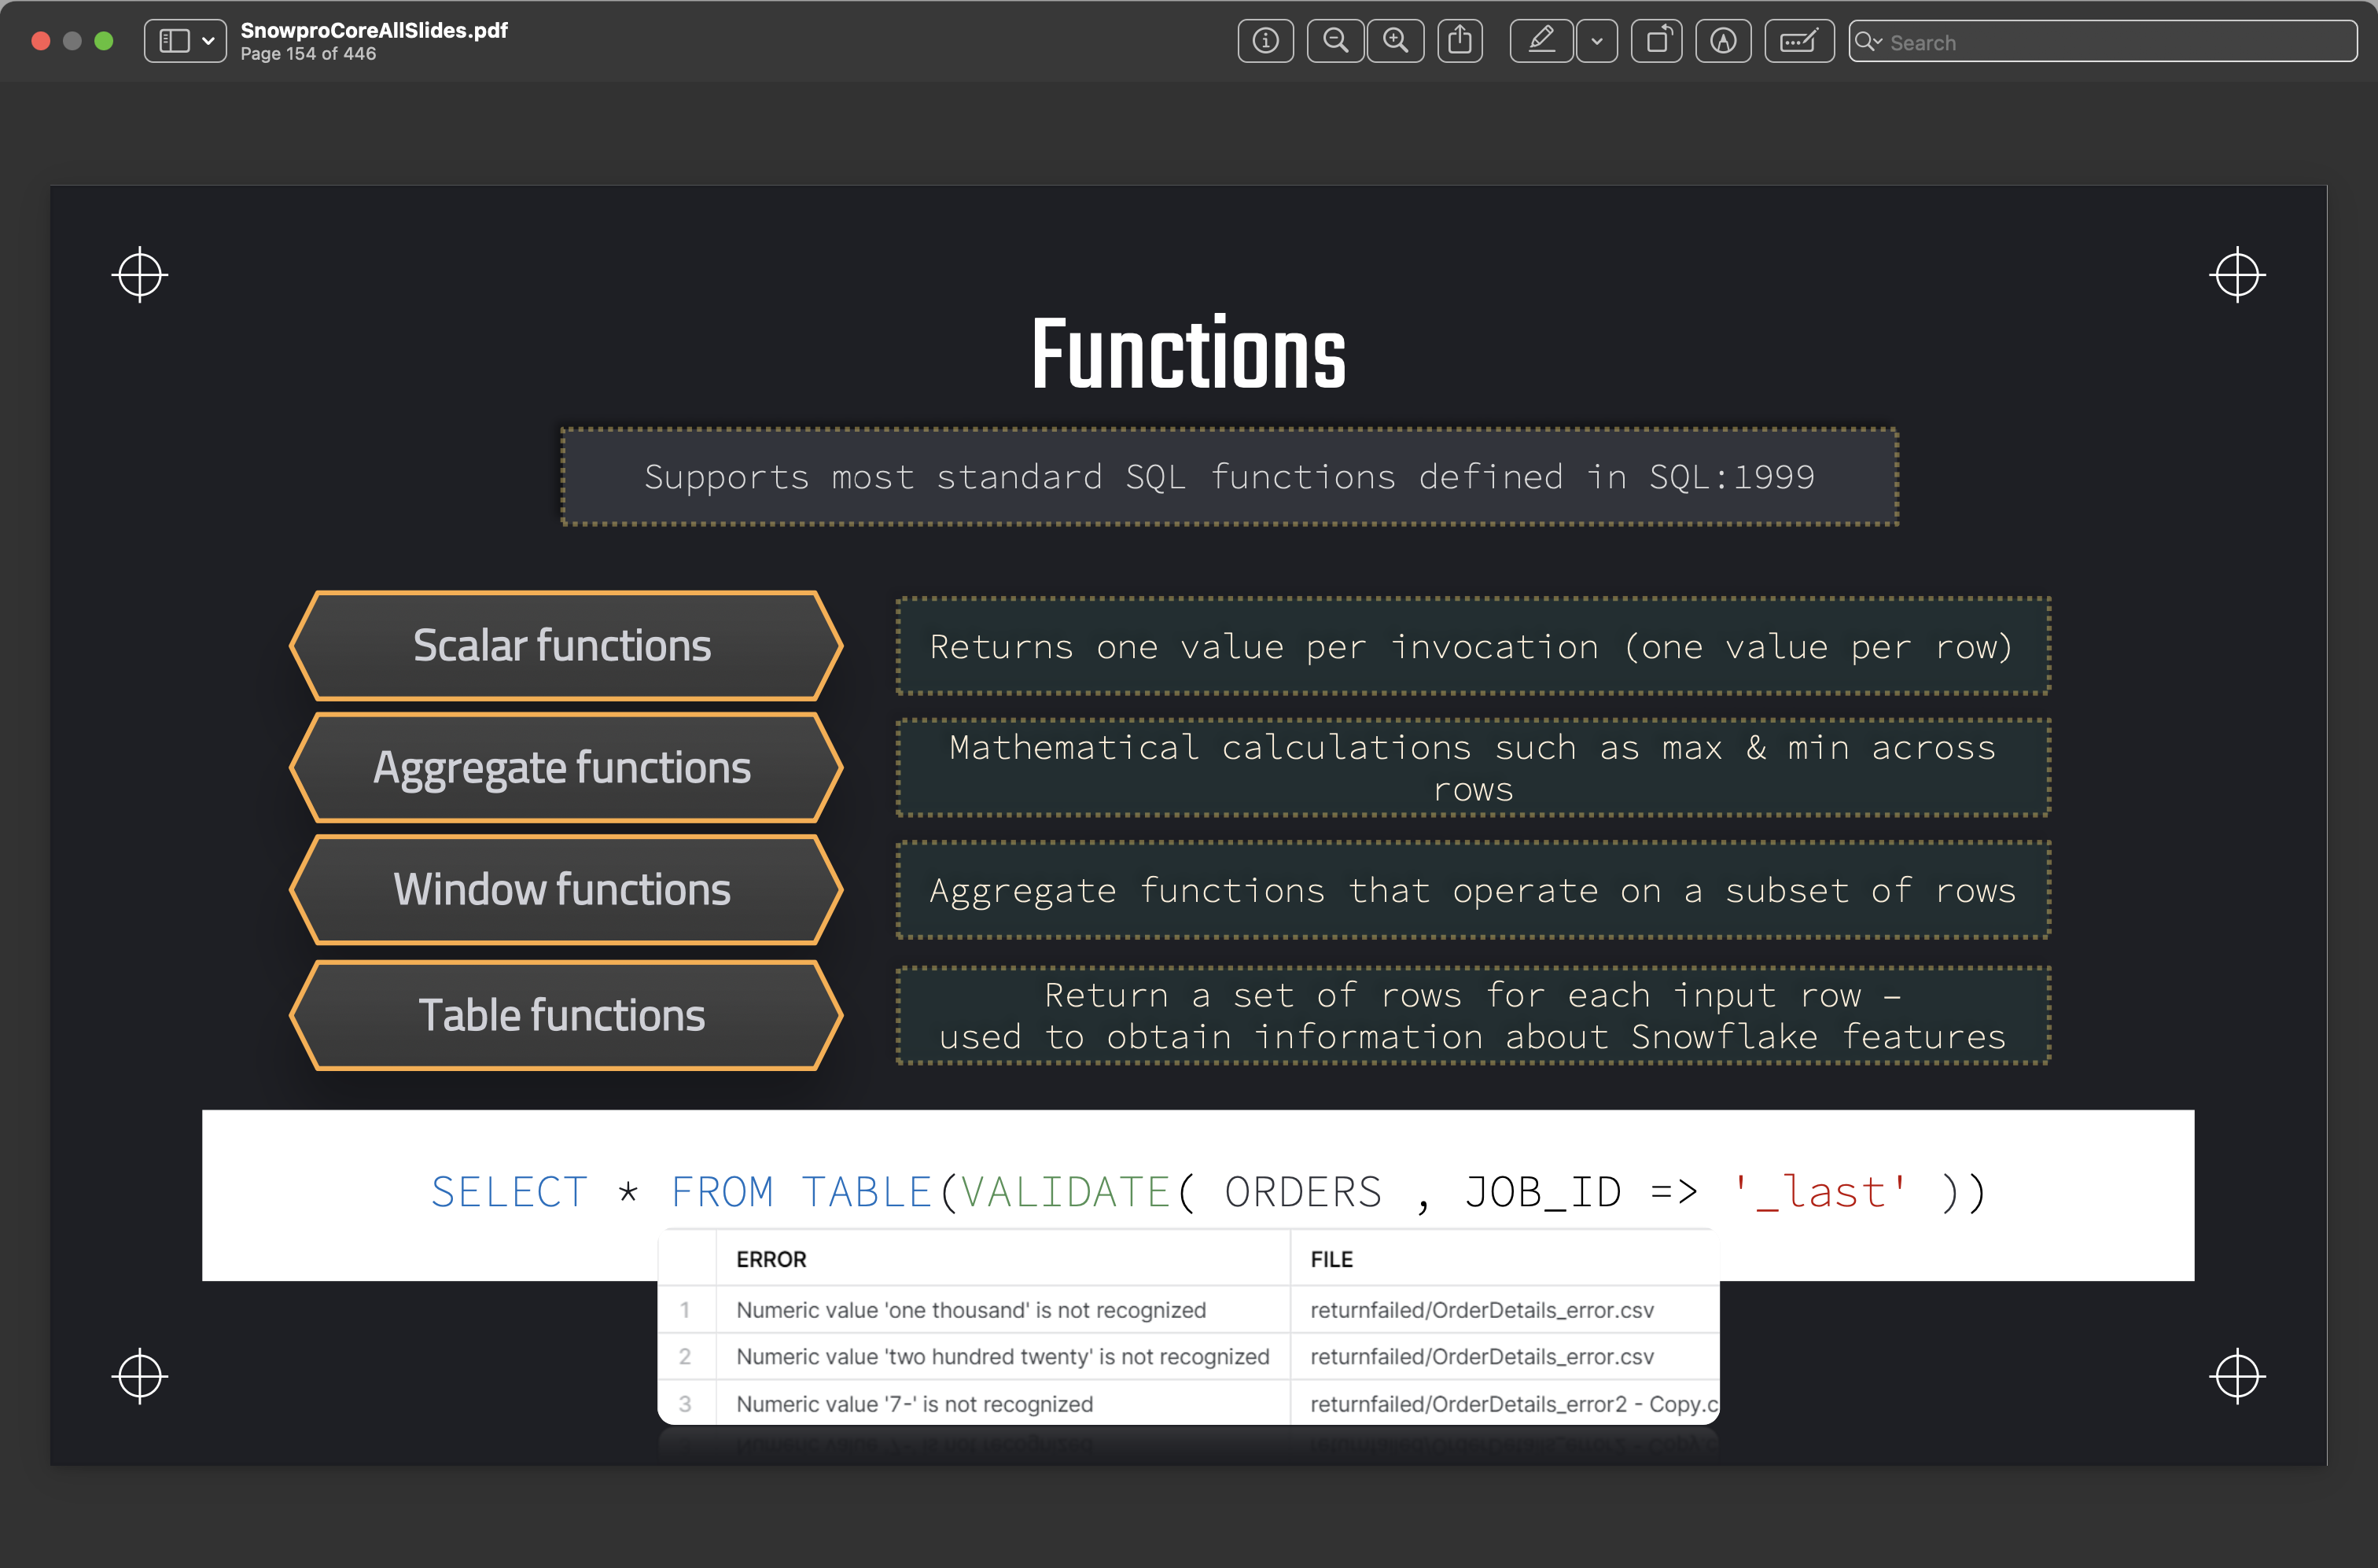 SnowproCoreAllSlides.pdf
Page 154 of 446
Search
Functions
Supports most standard SQL functions defined in SQL:1999
Scalar functions
Returns one value per invocation (one value per row)
Aggregate functions
Mathematical calculations such as max & min across
rows
Window functions
Aggregate functions that operate on a subset of rows
Table functions
Return a set of rows for each input row –
used to obtain information about Snowflake features
SELECT * FROM TABLE(VALIDATE( ORDERS , JOB_ID => '_last' ))
ERROR FILE
1 Numeric value 'one thousand' is not recognized returnfailed/OrderDetails_error.csv
2 Numeric value 'two hundred twenty' is not recognized returnfailed/OrderDetails_error.csv
3 Numeric value '7-' is not recognized returnfailed/OrderDetails_error2 - Copy.c